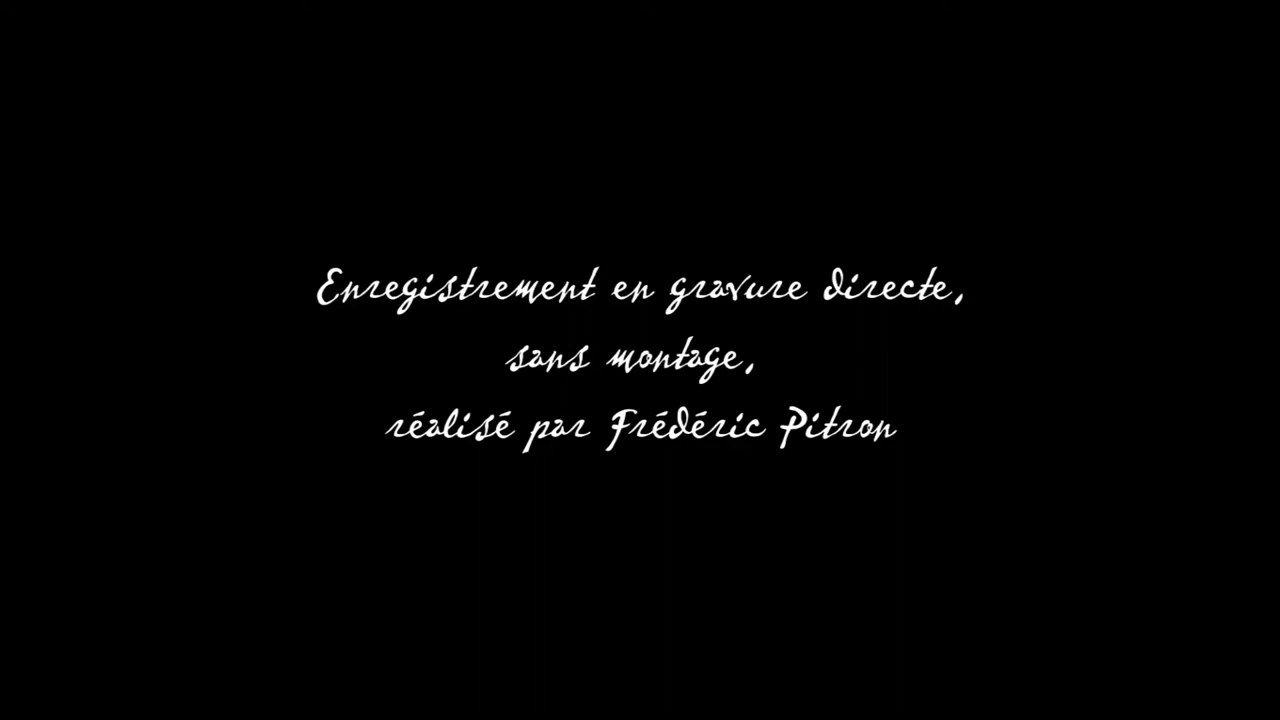 Enregistrement en gravure directe,
sans montage,
réalisé par Frédéric Pitron